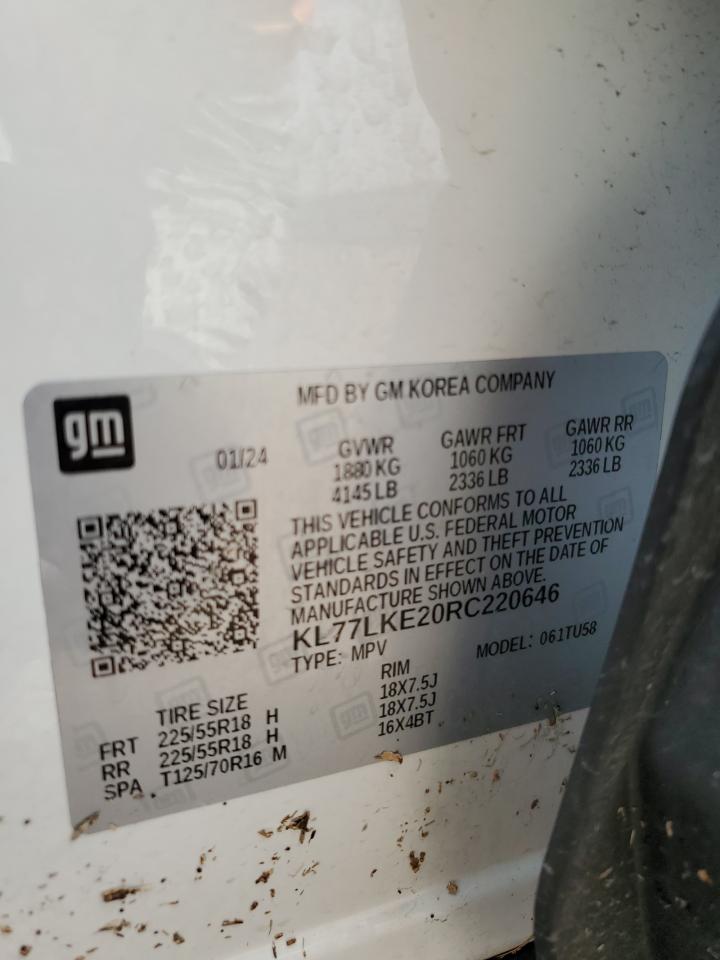 gm
MFD BY GM KOREA COMPANY
01/24
GVWR
1880 KG
4145 LB
GAWR FRT
1060 KG
2336 LB
GAWR RR
1060 KG
2336 LB
THIS VEHICLE CONFORMS TO ALL
APPLICABLE U.S. FEDERAL MOTOR
VEHICLE SAFETY AND THEFT PREVENTION
STANDARDS IN EFFECT ON THE DATE OF
MANUFACTURE SHOWN ABOVE.
KL77LKE20RC220646
TYPE: MPV
MODEL: 061TU58
TIRE SIZE RIM
FRT 225/55R18 H 18X7.5J
RR 225/55R18 H 18X7.5J
SPA T125/70R16 M 16X4BT